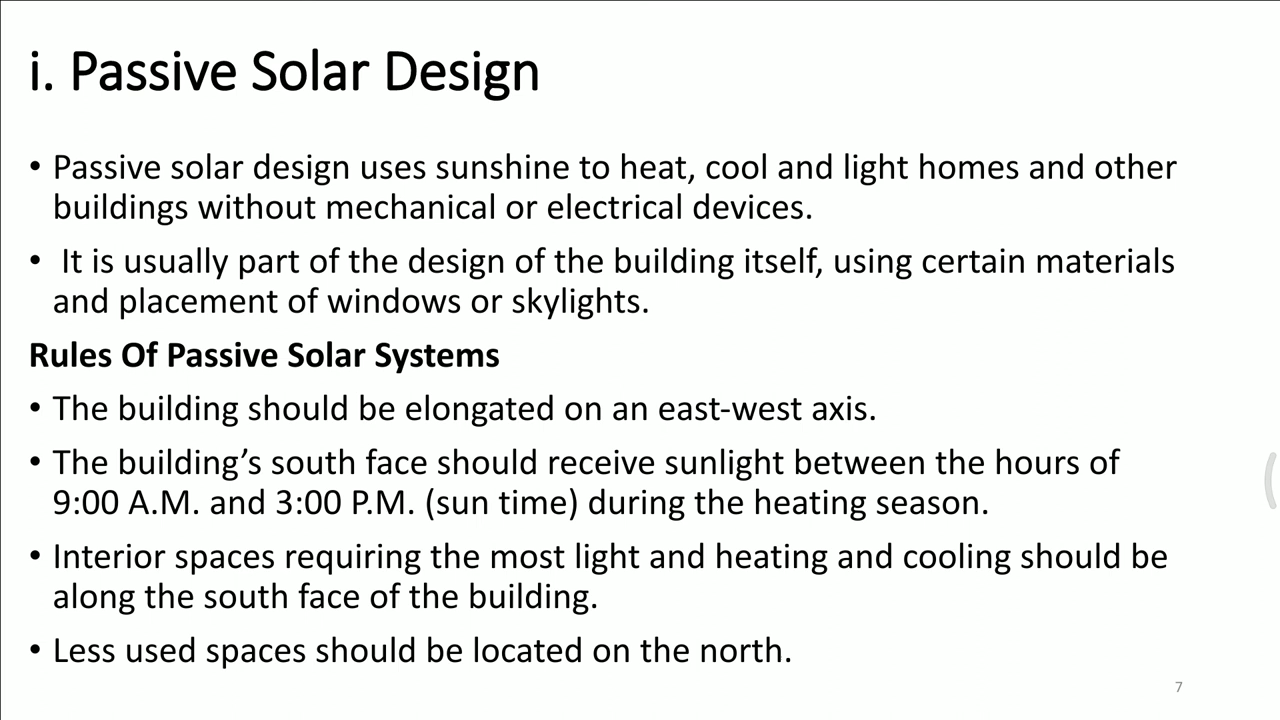 i. Passive Solar Design
• Passive solar design uses sunshine to heat, cool and light homes and other
buildings without mechanical or electrical devices.
• It is usually part of the design of the building itself, using certain materials
and placement of windows or skylights.
Rules Of Passive Solar Systems
• The building should be elongated on an east-west axis.
• The building’s south face should receive sunlight between the hours of
9:00 A.M. and 3:00 P.M. (sun time) during the heating season.
• Interior spaces requiring the most light and heating and cooling should be
along the south face of the building.
• Less used spaces should be located on the north.
7